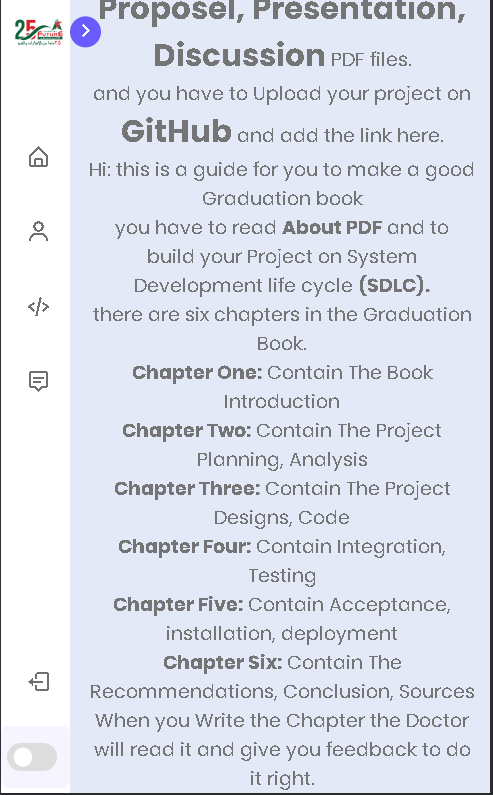 25 FUTURE
Proposel, Presentation,
Discussion PDF files.
and you have to Upload your project on
GitHub and add the link here.
Hi: this is a guide for you to make a good
Graduation book
you have to read About PDF and to
build your Project on System
Development life cycle (SDLC).
there are six chapters in the Graduation
Book.
Chapter One: Contain The Book
Introduction
Chapter Two: Contain The Project
Planning, Analysis
Chapter Three: Contain The Project
Designs, Code
Chapter Four: Contain Integration,
Testing
Chapter Five: Contain Acceptance,
installation, deployment
Chapter Six: Contain The
Recommendations, Conclusion, Sources
When you Write the Chapter the Doctor
will read it and give you feedback to do
it right.